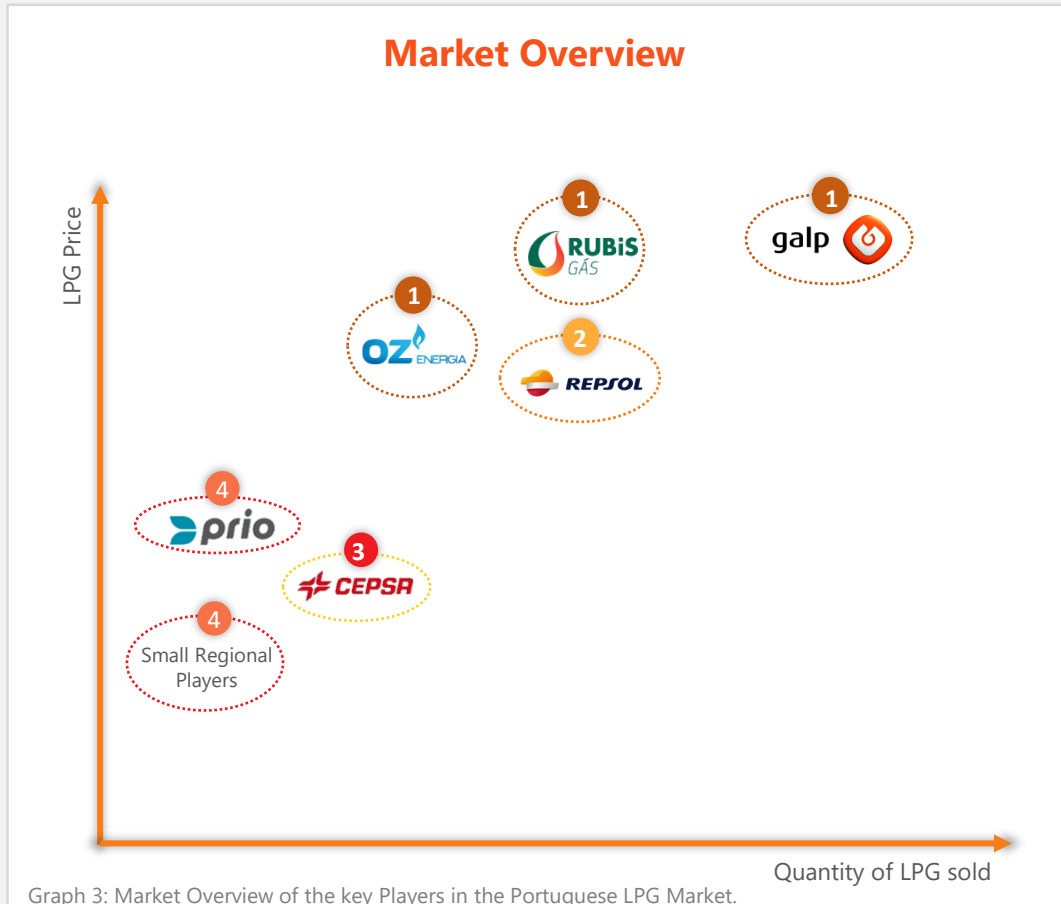 Market Overview
LPG Price
1
RUBiS
GÁS
1
galp
1
OZ
ENERGIA
2
REPSOL
4
prio
3
CEPSA
4
Small Regional
Players
Quantity of LPG sold
Graph 3: Market Overview of the key Players in the Portuguese LPG Market.